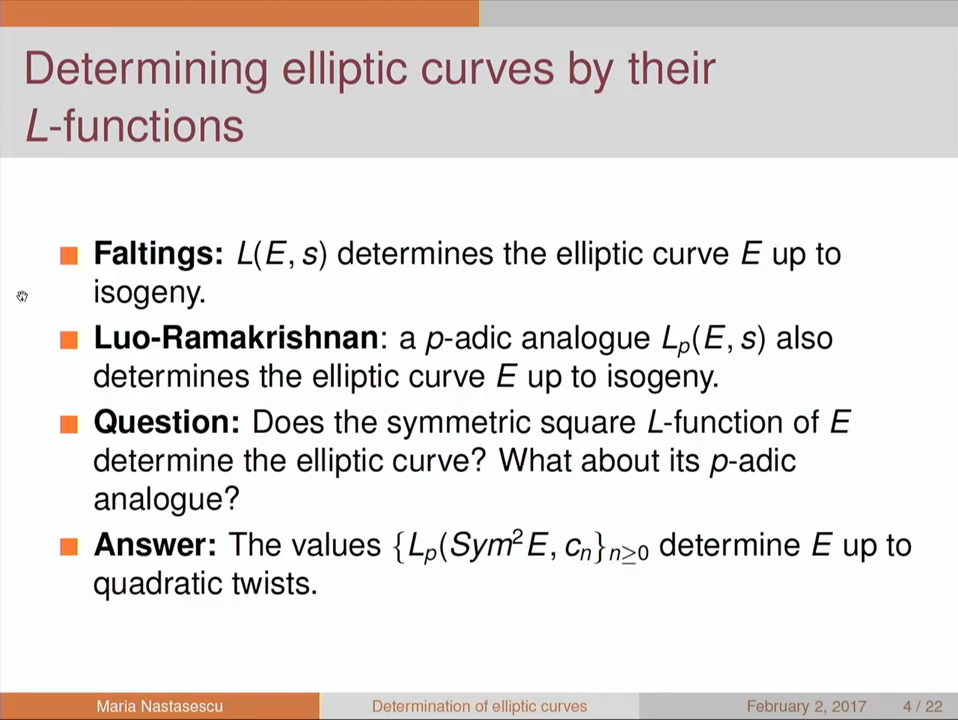 Determining elliptic curves by their
L-functions
Faltings: L(E, s) determines the elliptic curve E up to
isogeny.
Luo-Ramakrishnan: a p-adic analogue Lₚ(E, s) also
determines the elliptic curve E up to isogeny.
Question: Does the symmetric square L-function of E
determine the elliptic curve? What about its p-adic
analogue?
Answer: The values {Lₚ(Sym²E, cₙ}ₙ≥₀ determine E up to
quadratic twists.
Maria Nastasescu
Determination of elliptic curves
February 2, 2017
4 / 22